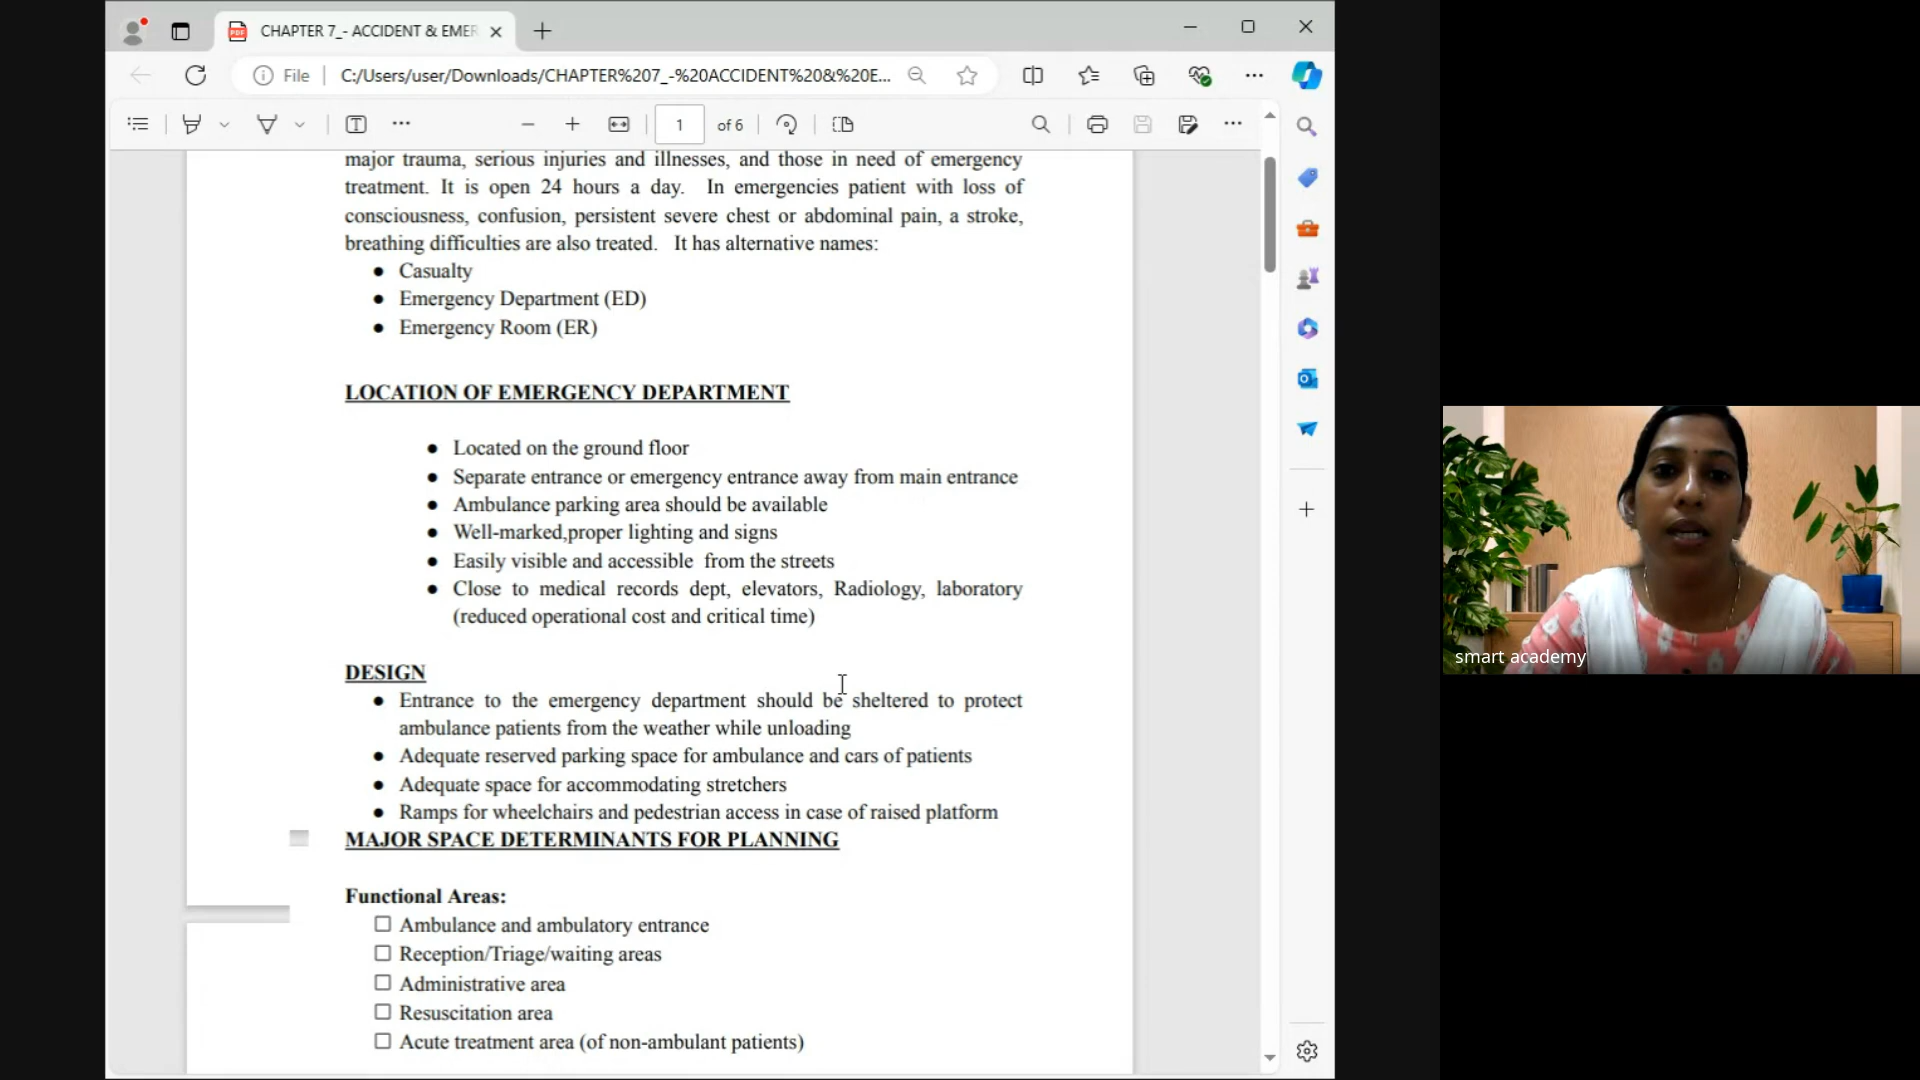 CHAPTER 7_- ACCIDENT & EMER
File
C:/Users/user/Downloads/CHAPTER%207_-%20ACCIDENT%20&%20E...
1 of 6
major trauma, serious injuries and illnesses, and those in need of emergency
treatment. It is open 24 hours a day. In emergencies patient with loss of
consciousness, confusion, persistent severe chest or abdominal pain, a stroke,
breathing difficulties are also treated. It has alternative names:
● Casualty
● Emergency Department (ED)
● Emergency Room (ER)
LOCATION OF EMERGENCY DEPARTMENT
● Located on the ground floor
● Separate entrance or emergency entrance away from main entrance
● Ambulance parking area should be available
● Well-marked,proper lighting and signs
● Easily visible and accessible from the streets
● Close to medical records dept, elevators, Radiology, laboratory
(reduced operational cost and critical time)
DESIGN
● Entrance to the emergency department should be sheltered to protect
ambulance patients from the weather while unloading
● Adequate reserved parking space for ambulance and cars of patients
● Adequate space for accommodating stretchers
● Ramps for wheelchairs and pedestrian access in case of raised platform
MAJOR SPACE DETERMINANTS FOR PLANNING
Functional Areas:
☐ Ambulance and ambulatory entrance
☐ Reception/Triage/waiting areas
☐ Administrative area
☐ Resuscitation area
☐ Acute treatment area (of non-ambulant patients)
smart academy